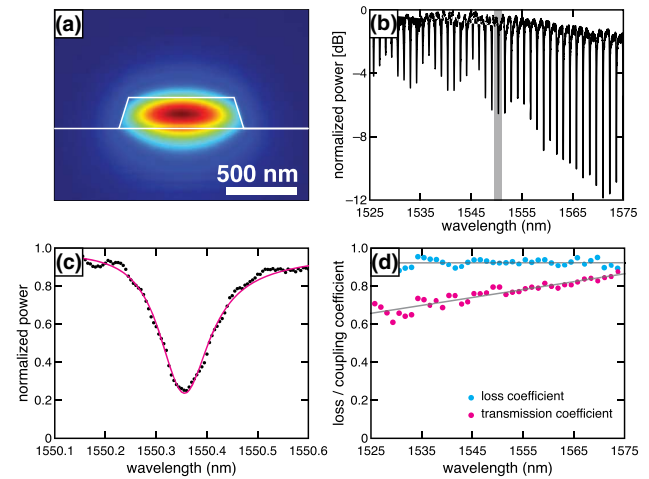 (a)
500 nm
(b)
normalized power [dB]
0
−4
−8
−12
1525 1535 1545 1555 1565 1575
wavelength (nm)
(c)
normalized power
1.0
0.8
0.6
0.4
0.2
0
1550.1 1550.2 1550.3 1550.4 1550.5 1550.6
wavelength (nm)
(d)
loss / coupling coefficient
1.0
0.8
0.6
0.4
0.2
0
loss coefficient
transmission coefficient
1525 1535 1545 1555 1565 1575
wavelength (nm)